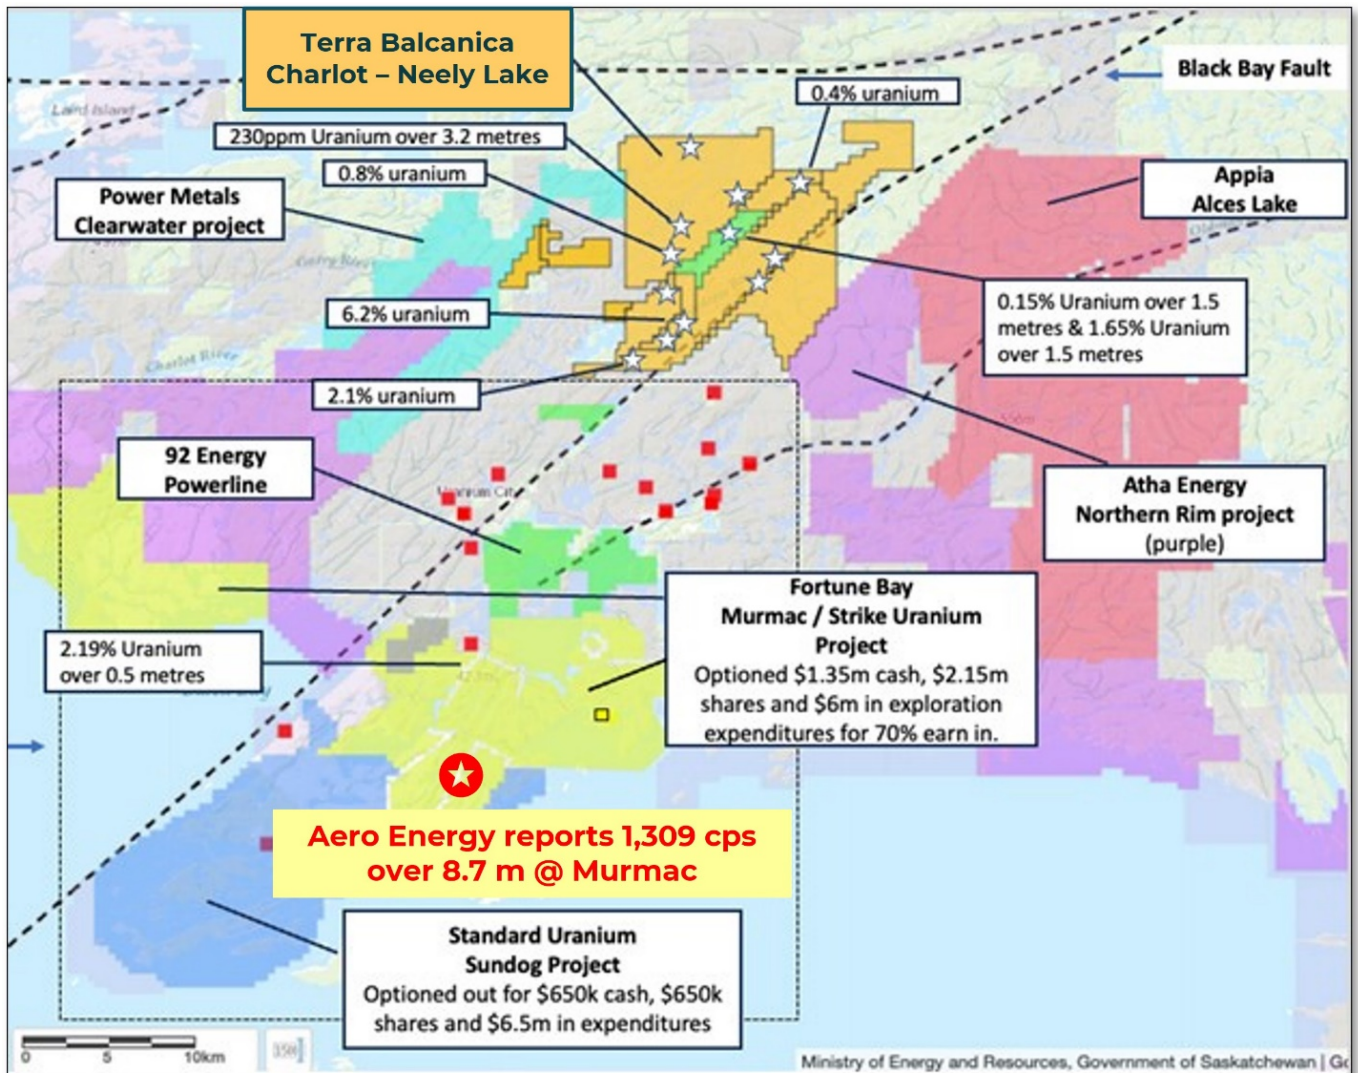 Terra Balcanica
Charlot – Neely Lake
Black Bay Fault
0.4% uranium
Laird Island
230ppm Uranium over 3.2 metres
0.8% uranium
Power Metals
Clearwater project
Appia
Alces Lake
0.15% Uranium over 1.5
metres & 1.65% Uranium
over 1.5 metres
6.2% uranium
Charlot River
2.1% uranium
92 Energy
Powerline
Uranium City
Atha Energy
Northern Rim project
(purple)
Fortune Bay
Murmac / Strike Uranium
Project
Optioned $1.35m cash, $2.15m
shares and $6m in exploration
expenditures for 70% earn in.
2.19% Uranium
over 0.5 metres
Aero Energy reports 1,309 cps
over 8.7 m @ Murmac
Standard Uranium
Sundog Project
Optioned out for $650k cash, $650k
shares and $6.5m in expenditures
0 5 10km
Ministry of Energy and Resources, Government of Saskatchewan |